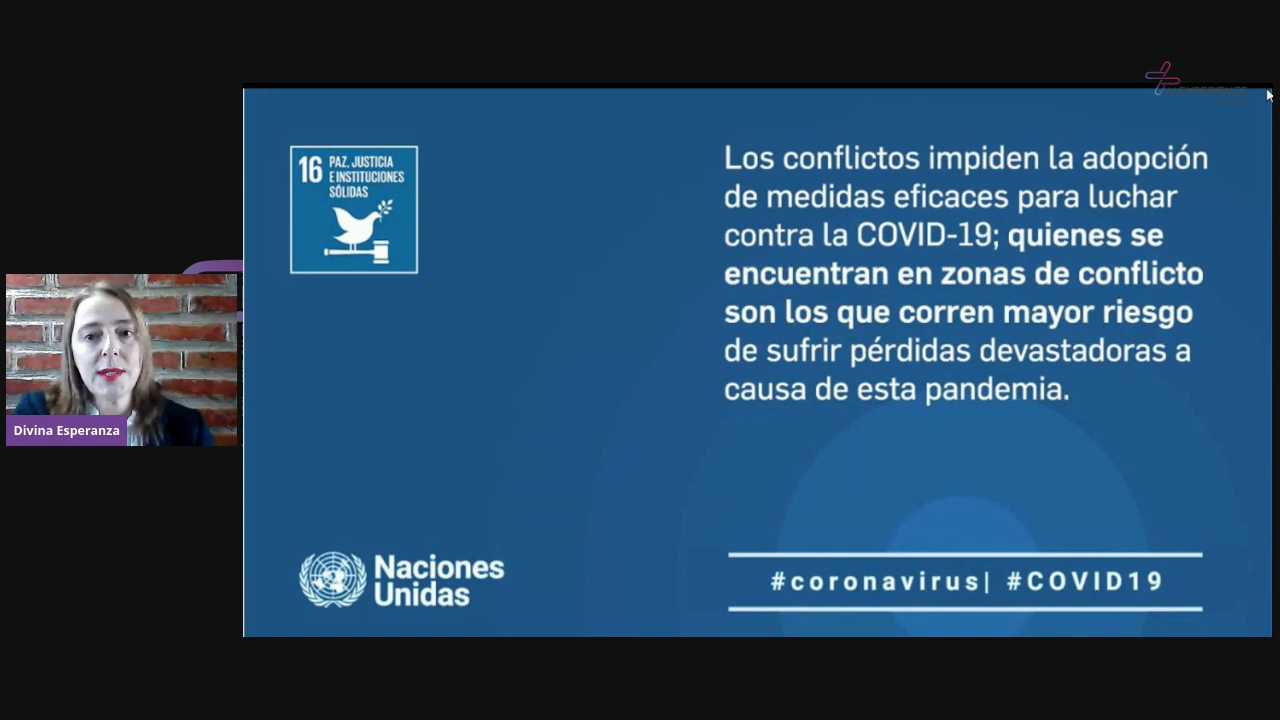 16 PAZ, JUSTICIA
E INSTITUCIONES
SÓLIDAS
Los conflictos impiden la adopción
de medidas eficaces para luchar
contra la COVID-19; quienes se
encuentran en zonas de conflicto
son los que corren mayor riesgo
de sufrir pérdidas devastadoras a
causa de esta pandemia.
Divina Esperanza
Naciones
Unidas
#coronavirus| #COVID19